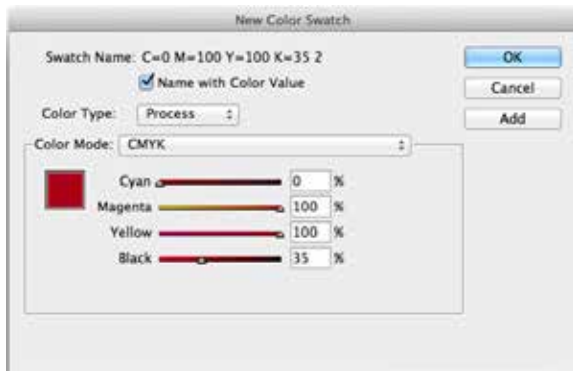 New Color Swatch
Swatch Name: C=0 M=100 Y=100 K=35 2
OK
Name with Color Value
Cancel
Color Type: Process
Add
Color Mode: CMYK
Cyan 0 %
Magenta 100 %
Yellow 100 %
Black 35 %